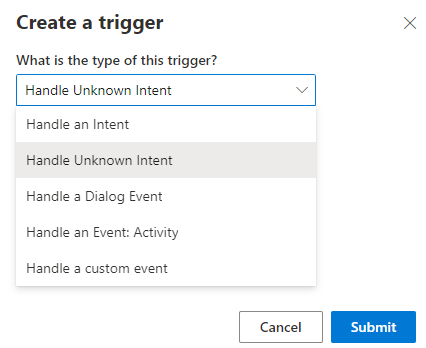 Create a trigger
What is the type of this trigger?
Handle Unknown Intent
Handle an Intent
Handle Unknown Intent
Handle a Dialog Event
Handle an Event: Activity
Handle a custom event
Cancel
Submit